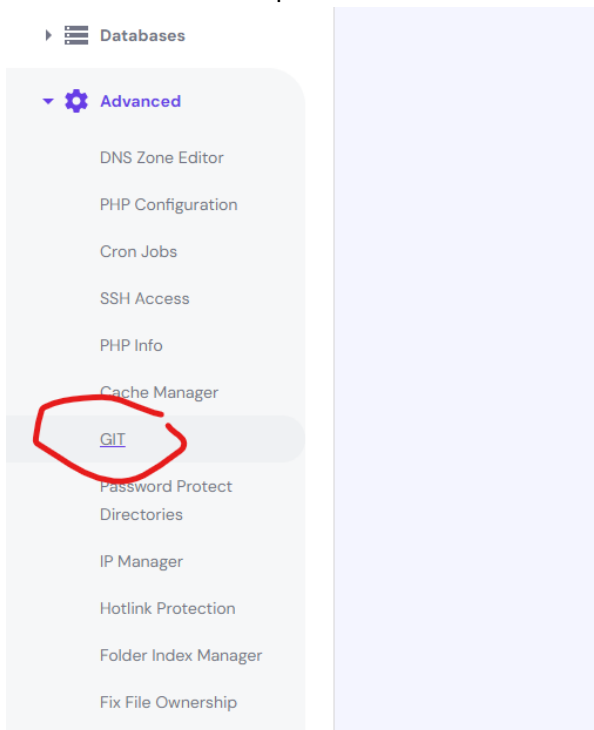 Databases
Advanced
DNS Zone Editor
PHP Configuration
Cron Jobs
SSH Access
PHP Info
Cache Manager
GIT
Password Protect
Directories
IP Manager
Hotlink Protection
Folder Index Manager
Fix File Ownership